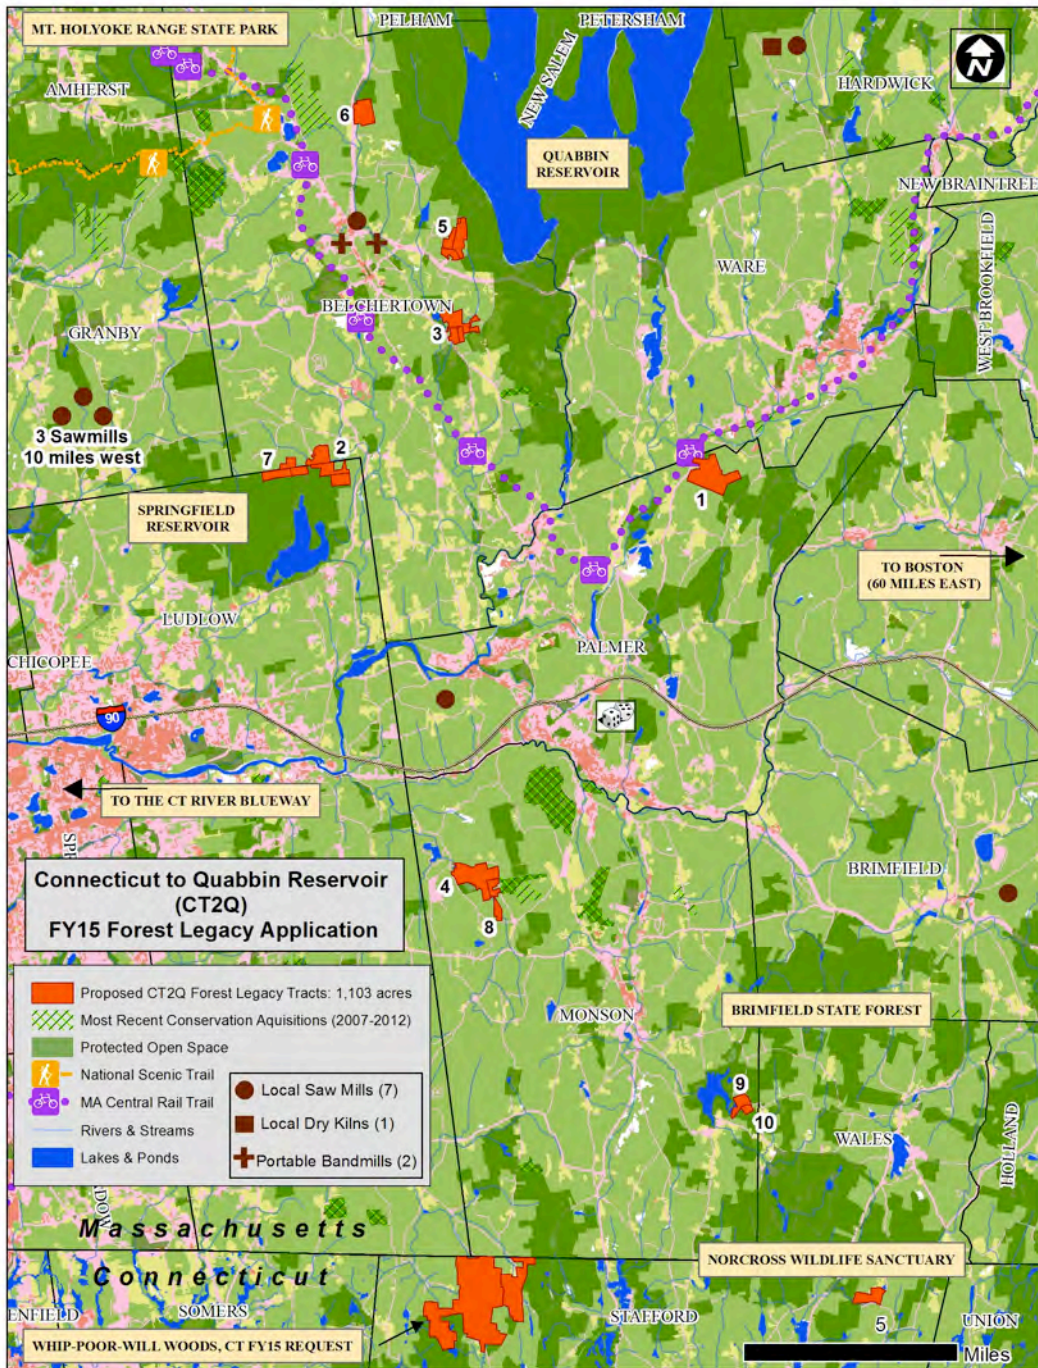 PELHAM
PETERSHAM
MT. HOLYOKE RANGE STATE PARK
AMHERST
NEW SALEM
HARDWICK
N
6
QUABBIN
RESERVOIR
NEW BRAINTREE
5
WARE
WEST BROOKFIELD
BELCHERTOWN
GRANBY
3
3 Sawmills
10 miles west
2
7
1
SPRINGFIELD
RESERVOIR
TO BOSTON
(60 MILES EAST)
LUDLOW
PALMER
CHICOPEE
90
TO THE CT RIVER BLUEWAY
SPR
Connecticut to Quabbin Reservoir
(CT2Q)
FY15 Forest Legacy Application
4
8
BRIMFIELD
Proposed CT2Q Forest Legacy Tracts: 1,103 acres
Most Recent Conservation Aquisitions (2007-2012)
Protected Open Space
National Scenic Trail
MA Central Rail Trail
Rivers & Streams
Lakes & Ponds
Local Saw Mills (7)
Local Dry Kilns (1)
Portable Bandmills (2)
MONSON
BRIMFIELD STATE FOREST
9
10
WALES
HOLLAND
DOW
Massachusetts
Connecticut
NORCROSS WILDLIFE SANCTUARY
ENFIELD
SOMERS
STAFFORD
UNION
WHIP-POOR-WILL WOODS, CT FY15 REQUEST
5
Miles